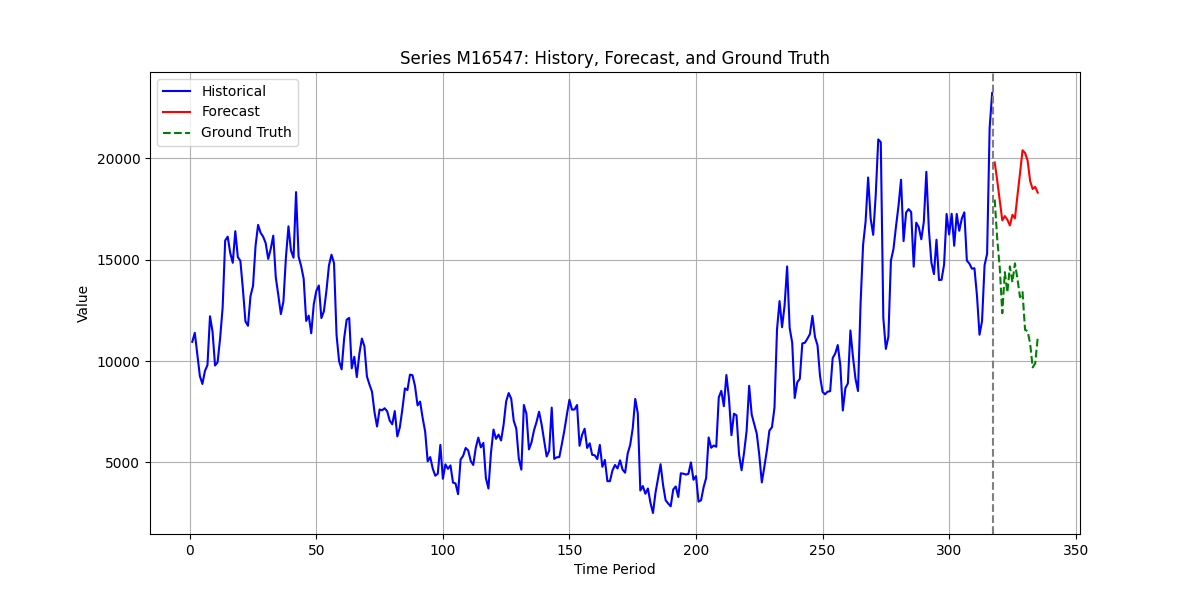 Series M16547: History, Forecast, and Ground Truth
Historical
Forecast
Ground Truth
Value
20000
15000
10000
5000
0 50 100 150 200 250 300 350
Time Period